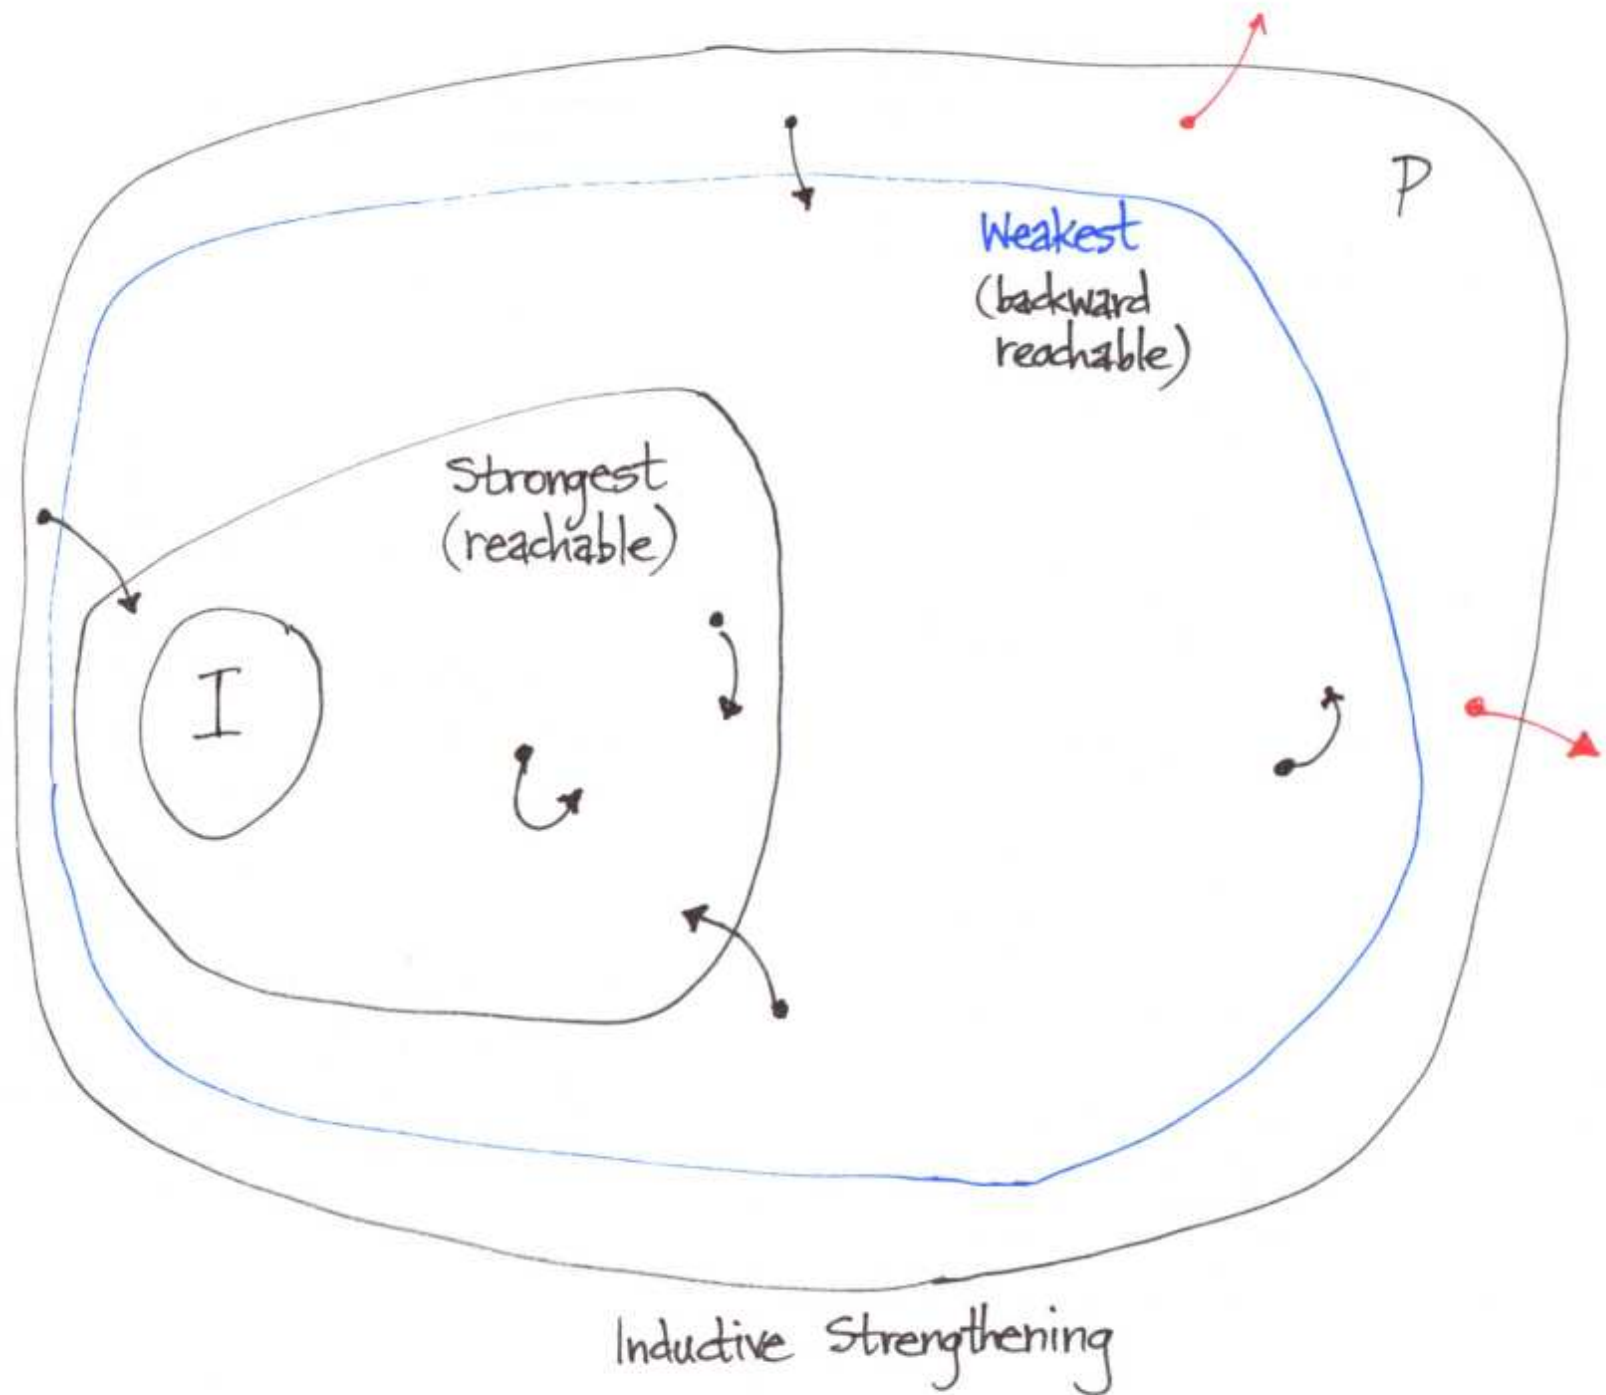 P
Weakest
(backward
reachable)
Strongest
(reachable)
I
Inductive Strengthening